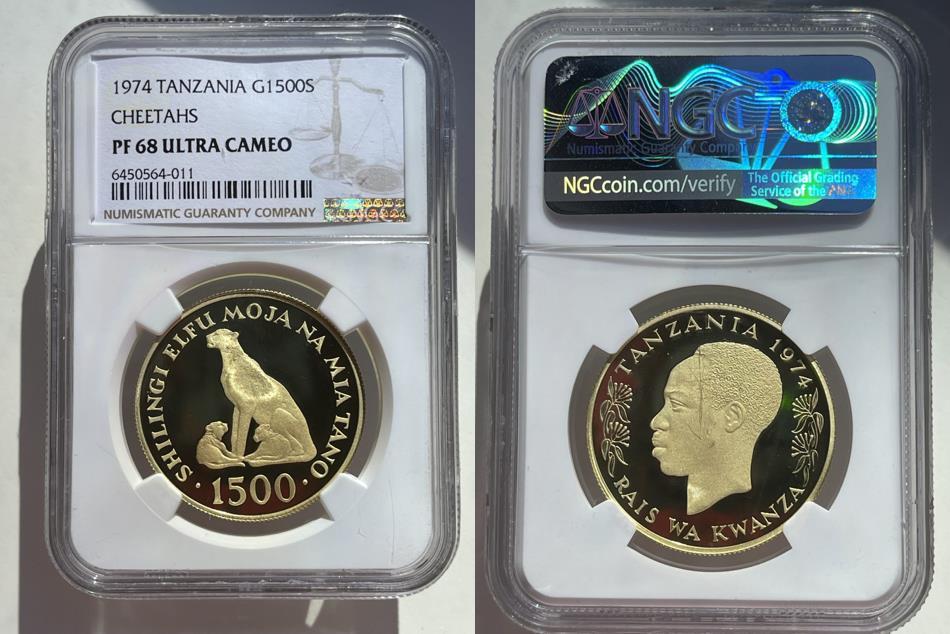 1974 TANZANIA G1500S
CHEETAHS
PF 68 ULTRA CAMEO
6450564-011
NUMISMATIC GUARANTY COMPANY
SHILINGI ELFU MOJA NA MIA TANO
· 1500 ·
NGC
Numismatic Guaranty Company
NGCcoin.com/verify
The Official Grading
Service of the
TANZANIA 1974
RAIS WA KWANZA